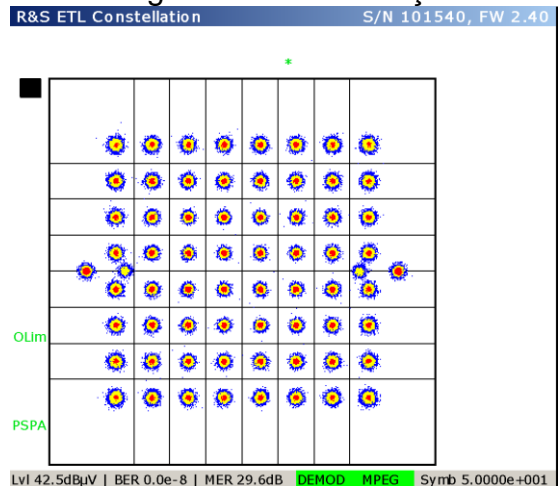 R&S ETL Constellation S/N 101540, FW 2.40
*
OLim
PSPA
Lvl 42.5dBµV | BER 0.0e-8 | MER 29.6dB DEMOD MPEG Symb 5.0000e+001